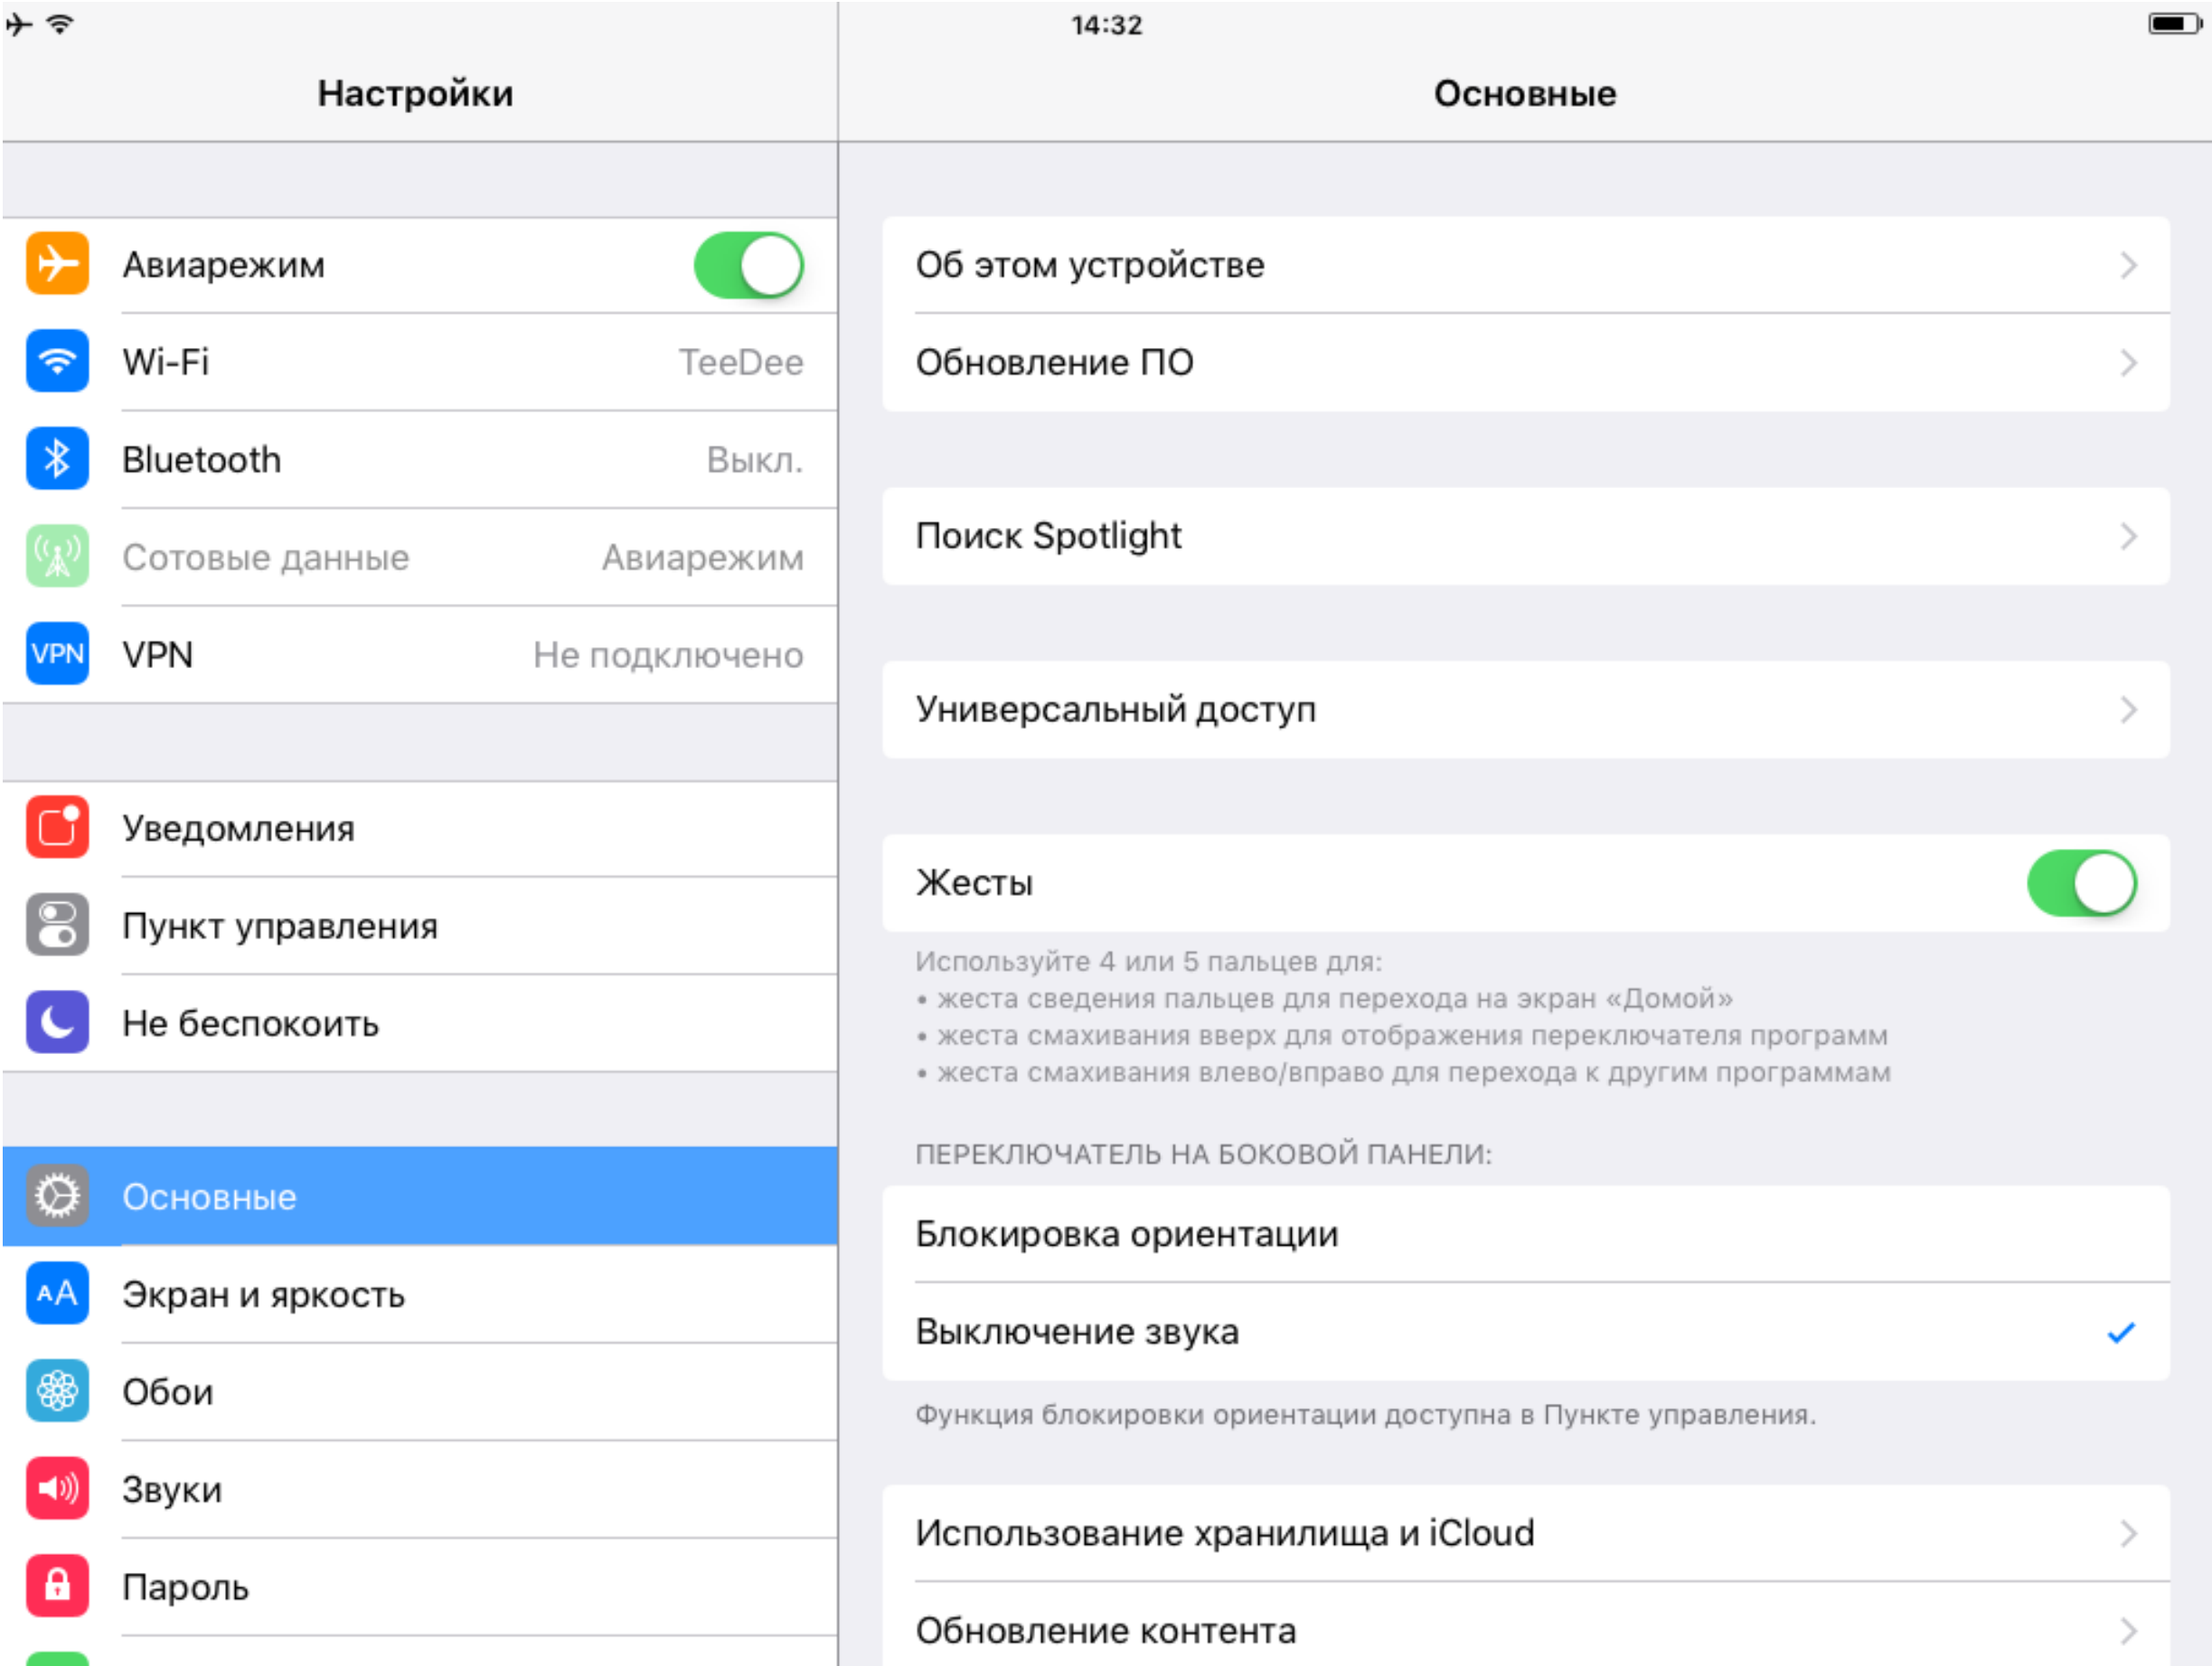 14:32
Настройки
Авиарежим
Wi-Fi TeeDee
Bluetooth Выкл.
Сотовые данные Авиарежим
VPN VPN Не подключено
Уведомления
Пункт управления
Не беспокоить
Основные
AA Экран и яркость
Обои
Звуки
Пароль
Основные
Об этом устройстве
Обновление ПО
Поиск Spotlight
Универсальный доступ
Жесты
Используйте 4 или 5 пальцев для:
• жеста сведения пальцев для перехода на экран «Домой»
• жеста смахивания вверх для отображения переключателя программ
• жеста смахивания влево/вправо для перехода к другим программам
ПЕРЕКЛЮЧАТЕЛЬ НА БОКОВОЙ ПАНЕЛИ:
Блокировка ориентации
Выключение звука
Функция блокировки ориентации доступна в Пункте управления.
Использование хранилища и iCloud
Обновление контента